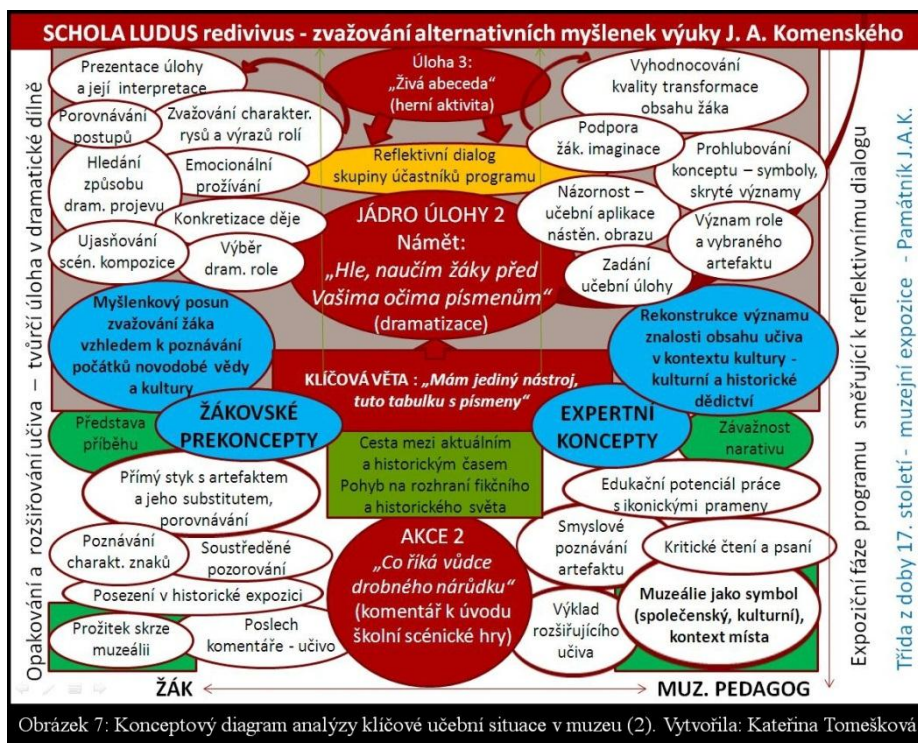 SCHOLA LUDUS redivivus - zvažování alternativních myšlenek výuky J. A. Komenského
Opakování a rozšiřování učiva – tvůrčí úloha v dramatické dílně
Prezentace úlohy
a její interpretace
Porovnávání
postupů
Zvažování charakter.
rysů a výrazů rolí
Hledání
způsobu
dram. projevu
Emocionální
prožívání
Konkretizace děje
Ujasňování
scén. kompozice
Výběr
dram. role
Myšlenkový posun
zvažování žáka
vzhledem k poznávání
počátků novodobé vědy
a kultury
Úloha 3:
„Živá abeceda“
(herní aktivita)
Reflektivní dialog
skupiny účastníků programu
JÁDRO ÚLOHY 2
Námět:
„Hle, naučím žáky před
Vašima očima písmenům“
(dramatizace)
KLÍČOVÁ VĚTA : „Mám jediný nástroj,
tuto tabulku s písmeny“
Vyhodnocování
kvality transformace
obsahu žáka
Podpora
žák. imaginace
Prohlubování
konceptu – symboly,
skryté významy
Názornost –
učební aplikace
nástěn. obrazu
Význam role
a vybraného
artefaktu
Zadání
učební úlohy
Rekonstrukce významu
znalosti obsahu učiva
v kontextu kultury -
kulturní a historické
dědictví
Představa
příběhu
ŽÁKOVSKÉ
PREKONCEPTY
Cesta mezi aktuálním
a historickým časem
Pohyb na rozhraní fikčního
a historického světa
EXPERTNÍ
KONCEPTY
Závažnost
narativu
Přímý styk s artefaktem
a jeho substitutem,
porovnávání
Poznávání
charakt. znaků
Soustředěné
pozorování
Posezení v historické expozici
Prožitek skrze
muzeálii
Poslech
komentáře - učivo
AKCE 2
„Co říká vůdce
drobného národku“
(komentář k úvodu
školní scénické hry)
Edukační potenciál práce
s ikonickými prameny
Smyslové
poznávání
artefaktu
Kritické čtení a psaní
Výklad
rozšiřujícího
učiva
Muzeálie jako symbol
(společenský, kulturní),
kontext místa
ŽÁK
MUZ. PEDAGOG
Expoziční fáze programu směřující k reflektivnímu dialogu
Třída z doby 17. století - muzejní expozice - Památník J.A.K.
Obrázek 7: Konceptový diagram analýzy klíčové učební situace v muzeu (2). Vytvořila: Kateřina Tomešková